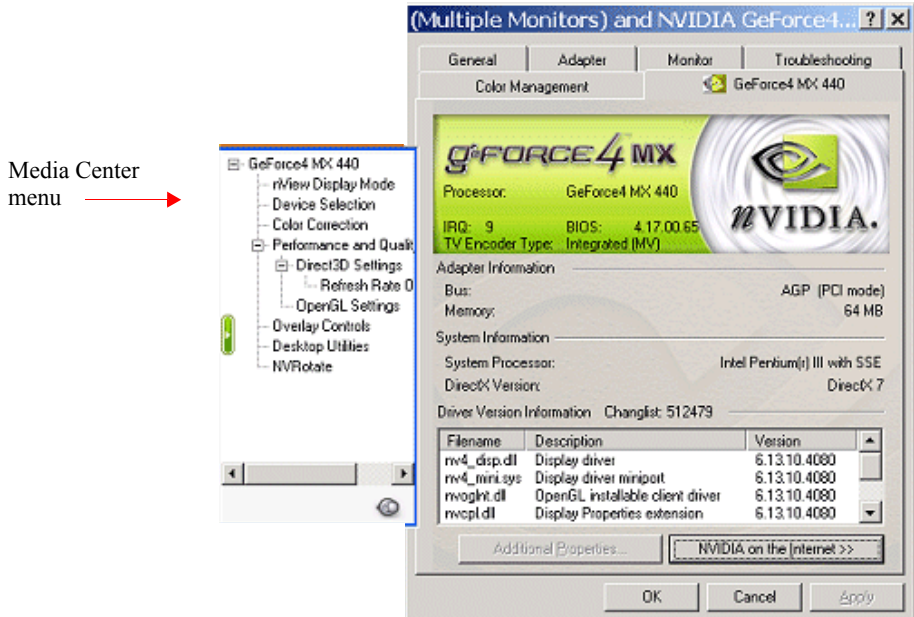 (Multiple Monitors) and NVIDIA GeForce4...
General Adapter Monitor Troubleshooting
Color Management GeForce4 MX 440
GeFORCE4 MX
Processor: GeForce4 MX 440
IRQ: 9 BIOS: 4.17.00.65
TV Encoder Type: Integrated (MV)
nVIDIA.
Media Center
menu
GeForce4 MX 440
nView Display Mode
Device Selection
Color Correction
Performance and Qualit
Direct3D Settings
Refresh Rate O
OpenGL Settings
Overlay Controls
Desktop Utilities
NVRotate
Adapter Information
Bus: AGP (PCI mode)
Memory: 64 MB
System Information
System Processor: Intel Pentium(r) III with SSE
DirectX Version: DirectX 7
Driver Version Information Changlist: 512479
Filename Description Version
nv4_disp.dll Display driver 6.13.10.4080
nv4_mini.sys Display driver miniport 6.13.10.4080
nvoglnt.dll OpenGL installable client driver 6.13.10.4080
nvcpl.dll Display Properties extension 6.13.10.4080
Additional Properties... NVIDIA on the Internet >>
OK Cancel Apply